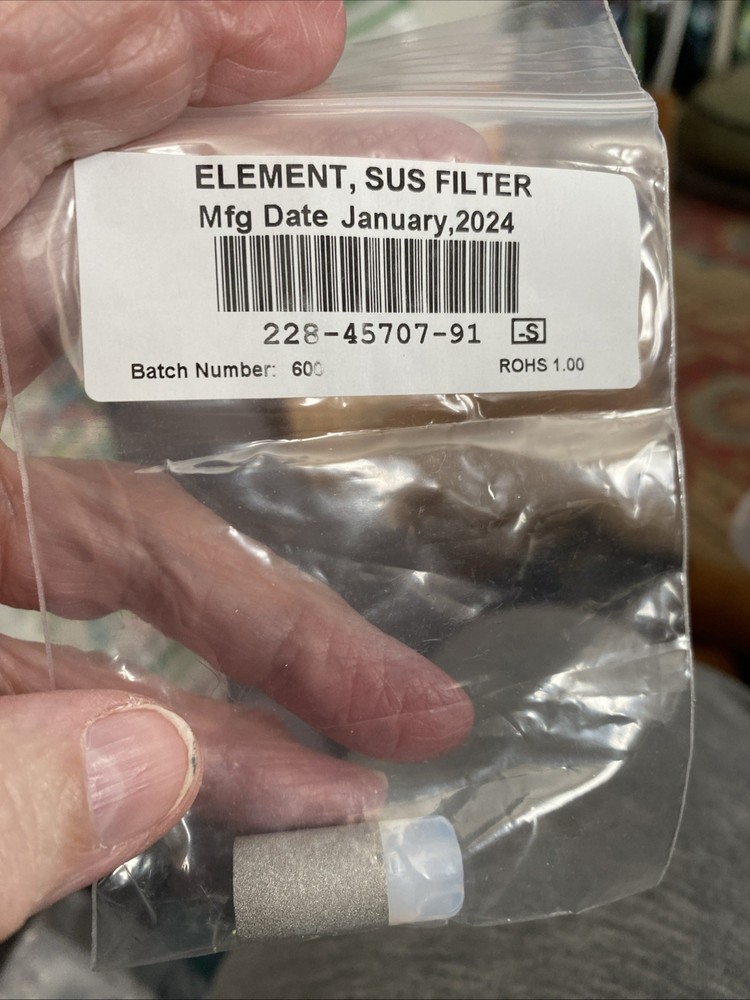 ELEMENT, SUS FILTER
Mfg Date January,2024
228-45707-91 -S
Batch Number: 600
ROHS 1.00